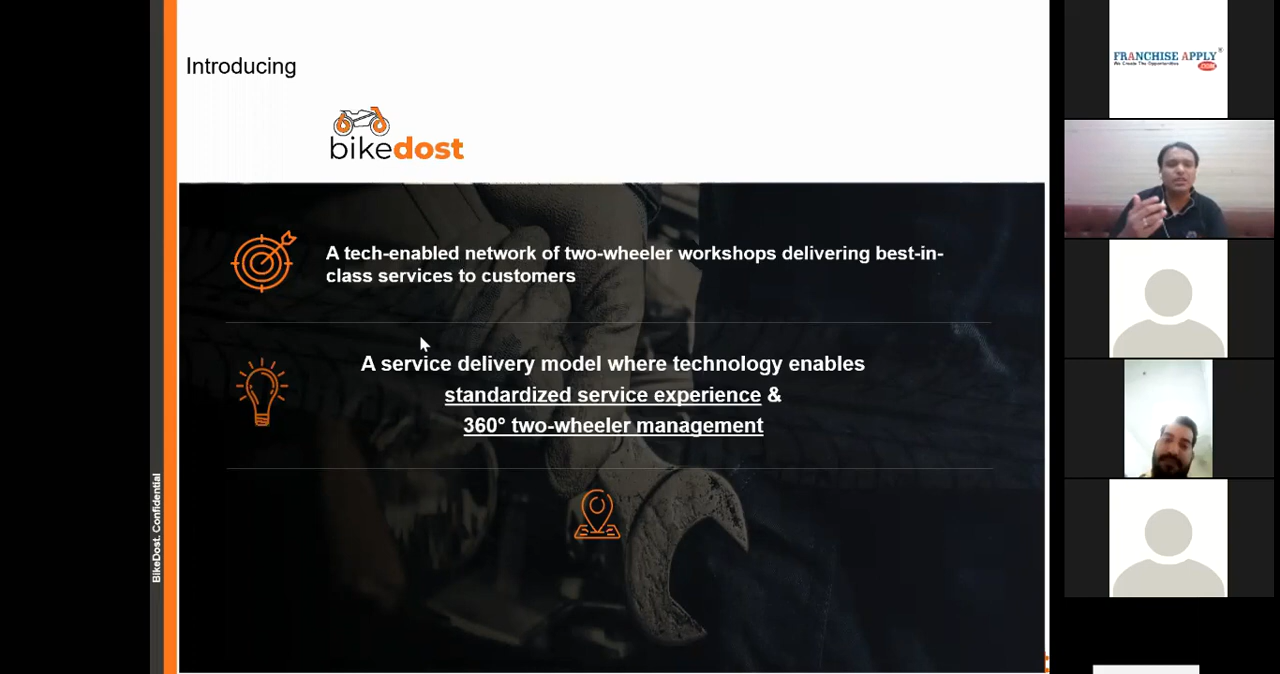 Introducing
bikedost
A tech-enabled network of two-wheeler workshops delivering best-in-
class services to customers
A service delivery model where technology enables
standardized service experience &
360° two-wheeler management
BikeDost. Confidential
FRANCHISE APPLY®
We Create The Opportunities
.COM